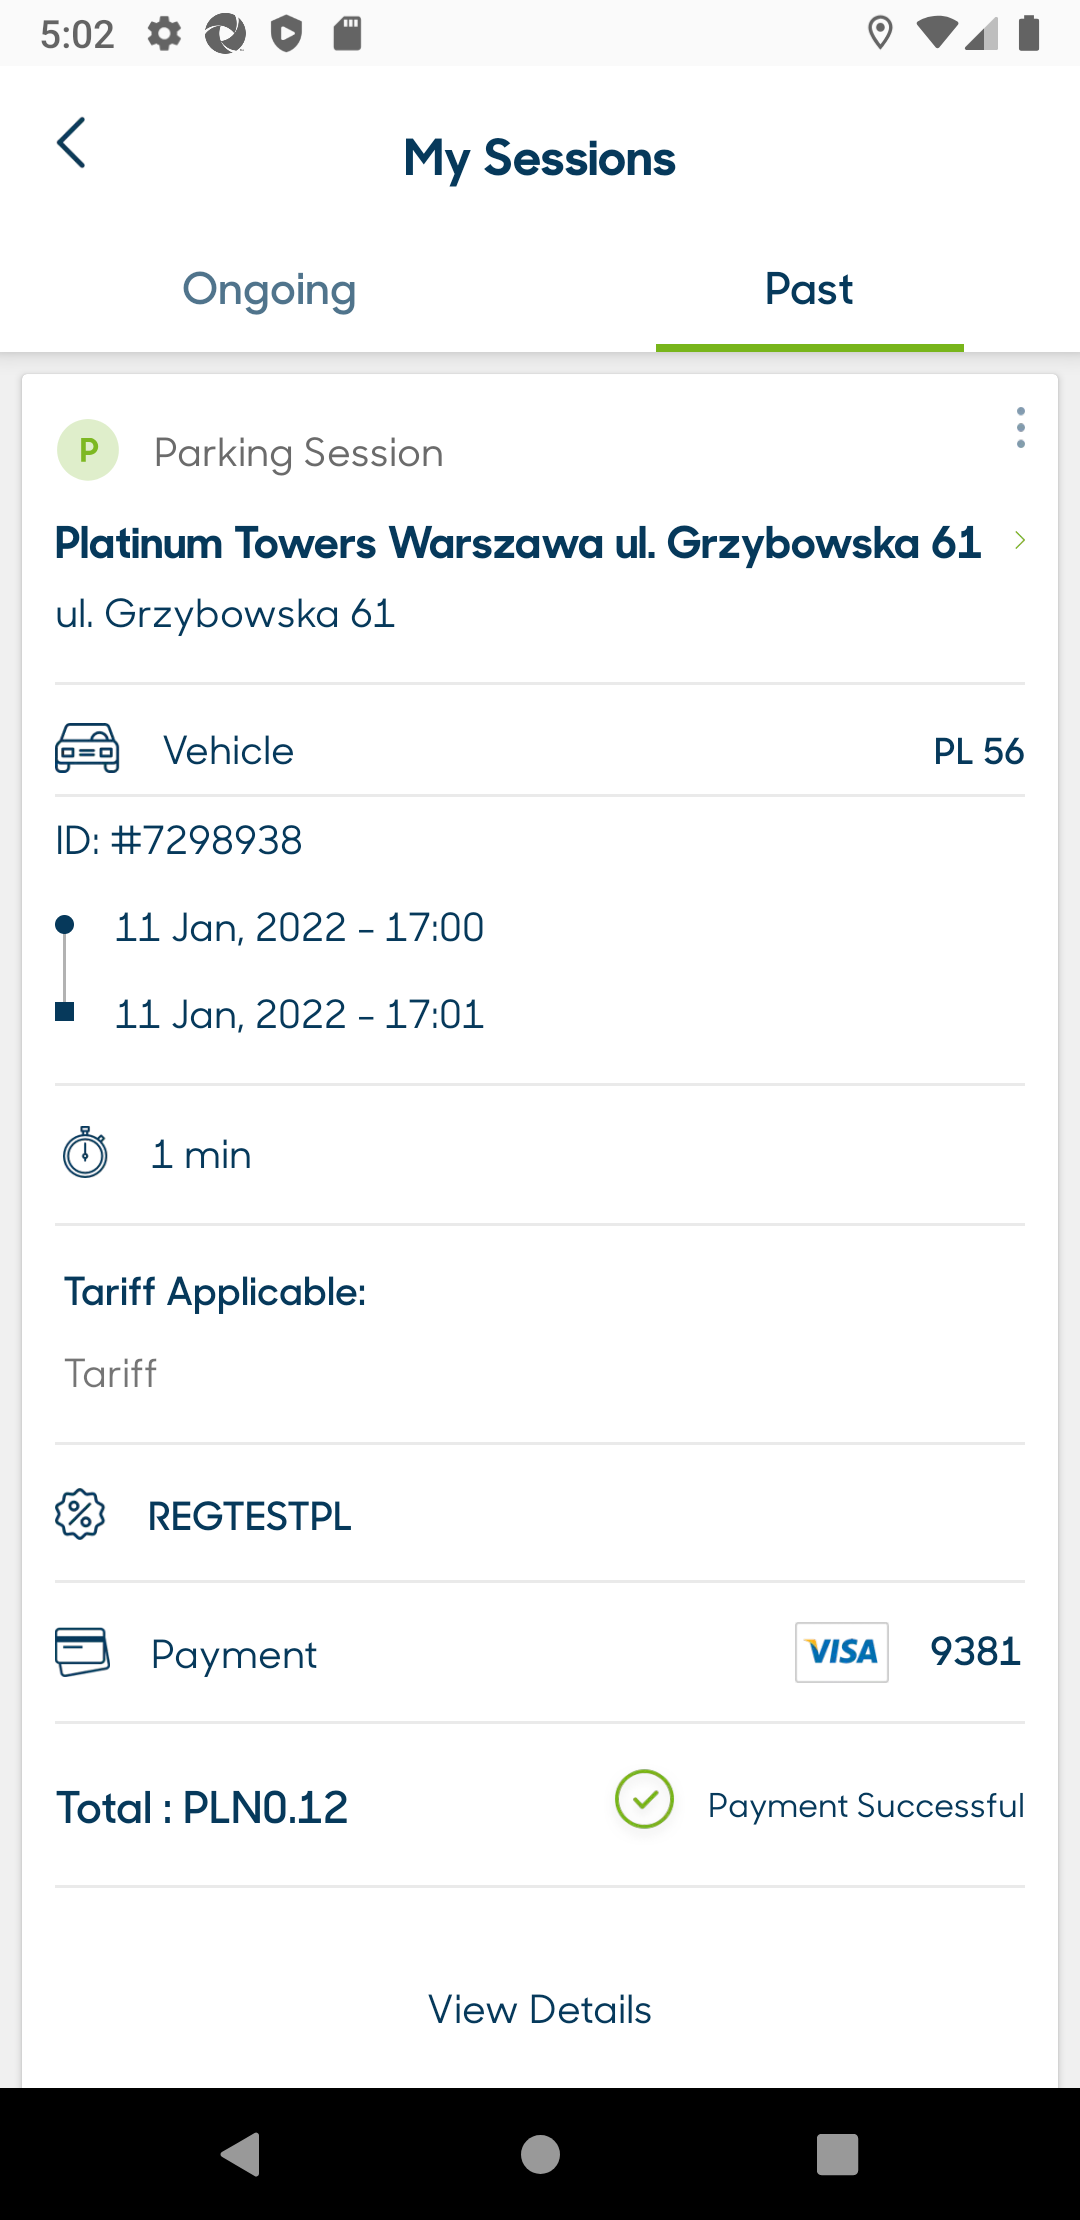 5:02
My Sessions
Ongoing
Past
P
Parking Session
Platinum Towers Warszawa ul. Grzybowska 61
ul. Grzybowska 61
Vehicle
PL 56
ID: #7298938
11 Jan, 2022 - 17:00
11 Jan, 2022 - 17:01
1 min
Tariff Applicable:
Tariff
REGTESTPL
Payment
VISA
9381
Total : PLN0.12
Payment Successful
View Details